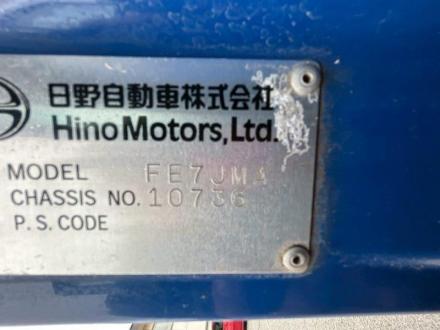 日野自動車株式会社
Hino Motors, Ltd.
MODEL FE7JMA
CHASSIS NO. 10736
P.S. CODE